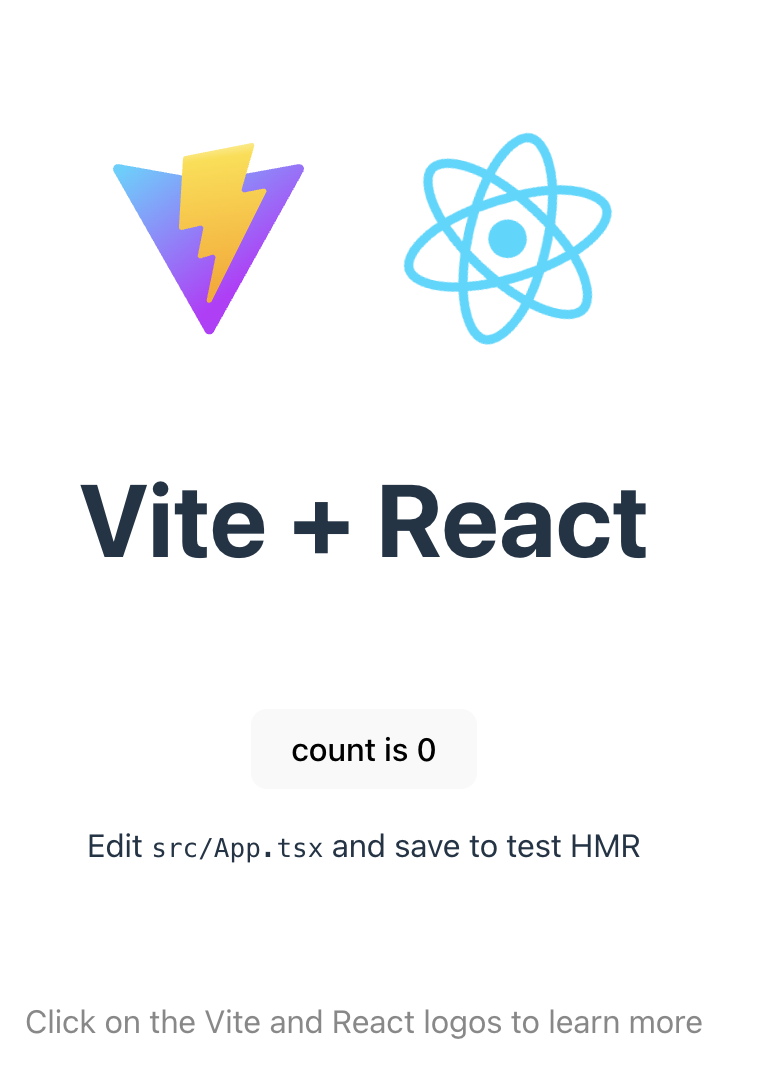 Vite + React
count is 0
Edit src/App.tsx and save to test HMR
Click on the Vite and React logos to learn more